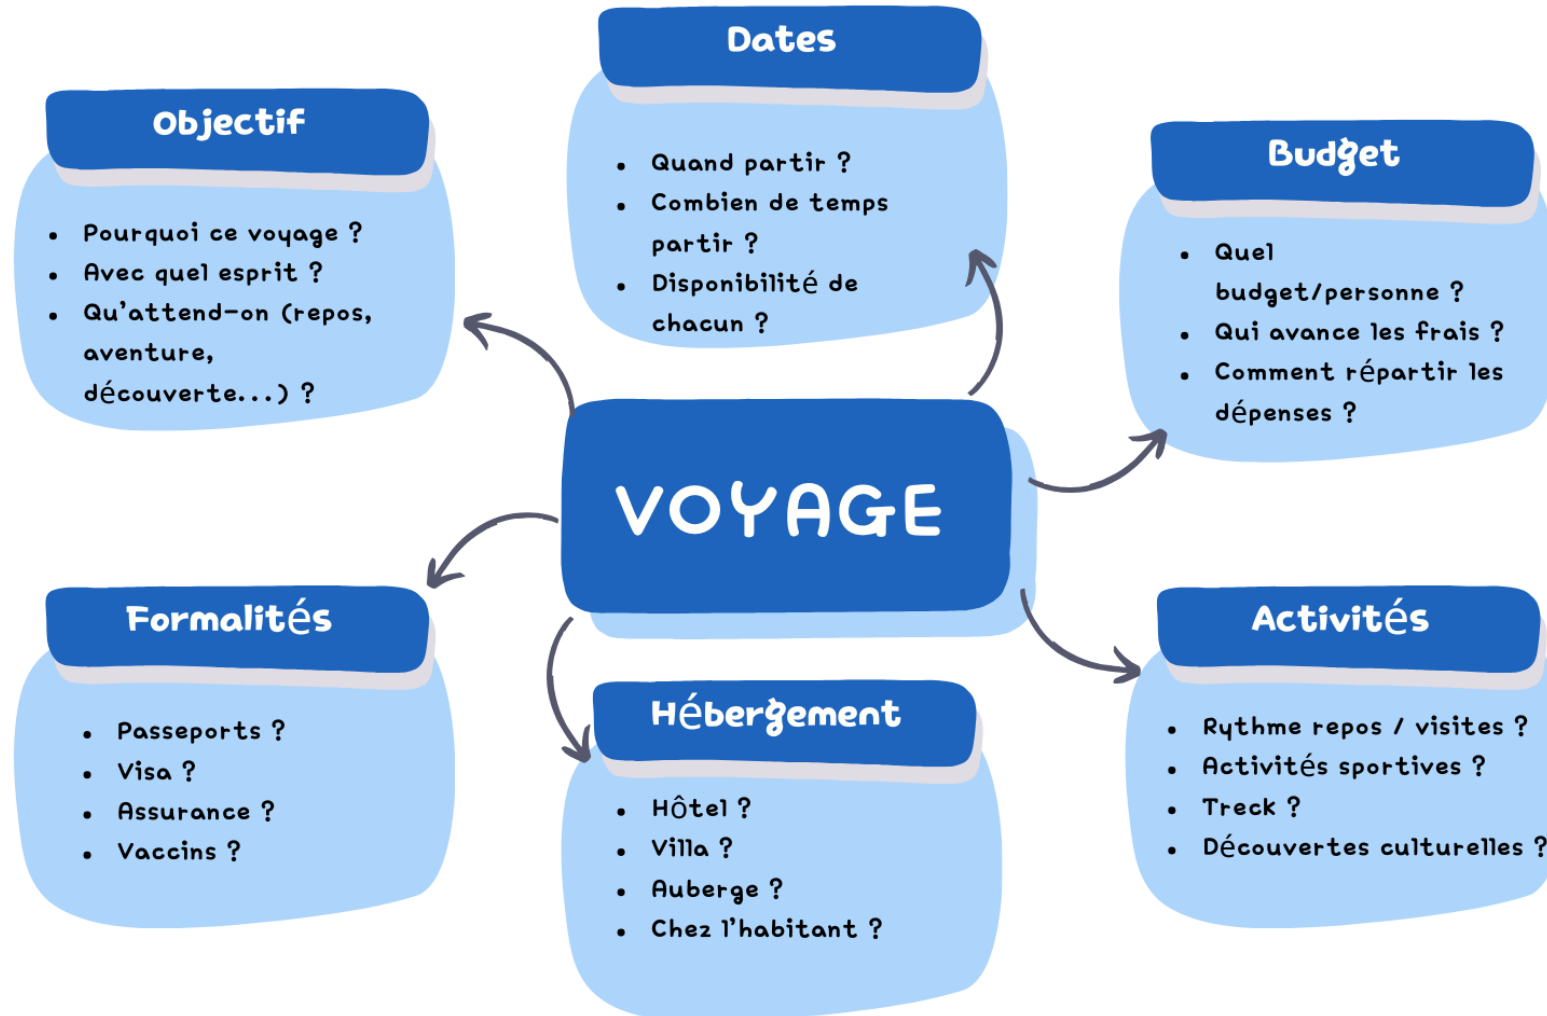 Objectif
• Pourquoi ce voyage ?
• Avec quel esprit ?
• Qu'attend-on (repos,
aventure,
découverte...) ?
Dates
• Quand partir ?
• Combien de temps
partir ?
• Disponibilité de
chacun ?
Budget
• Quel
budget/personne ?
• Qui avance les frais ?
• Comment répartir les
dépenses ?
VOYAGE
Formalités
• Passeports ?
• Visa ?
• Assurance ?
• Vaccins ?
Hébergement
• Hôtel ?
• Villa ?
• Auberge ?
• Chez l'habitant ?
Activités
• Rythme repos / visites ?
• Activités sportives ?
• Treck ?
• Découvertes culturelles ?